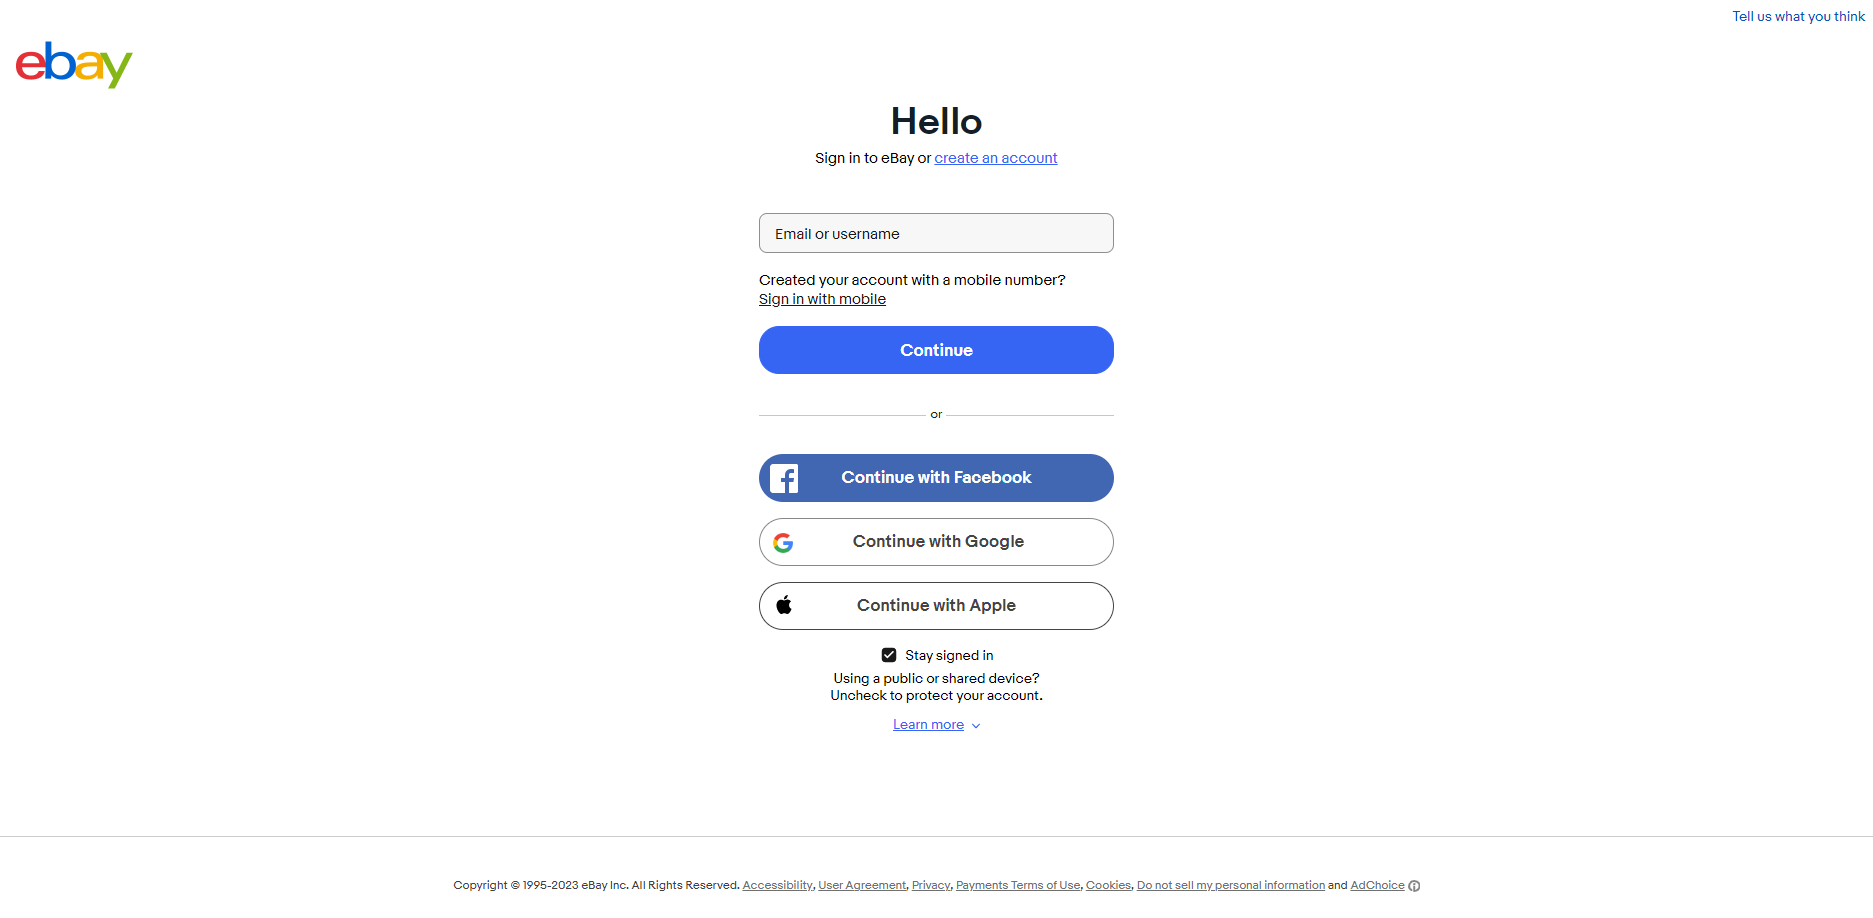 Tell us what you think
ebay
Hello
Sign in to eBay or create an account
Email or username
Created your account with a mobile number?
Sign in with mobile
Continue
or
Continue with Facebook
Continue with Google
Continue with Apple
Stay signed in
Using a public or shared device?
Uncheck to protect your account.
Learn more
Copyright © 1995-2023 eBay Inc. All Rights Reserved. Accessibility, User Agreement, Privacy, Payments Terms of Use, Cookies, Do not sell my personal information and AdChoice